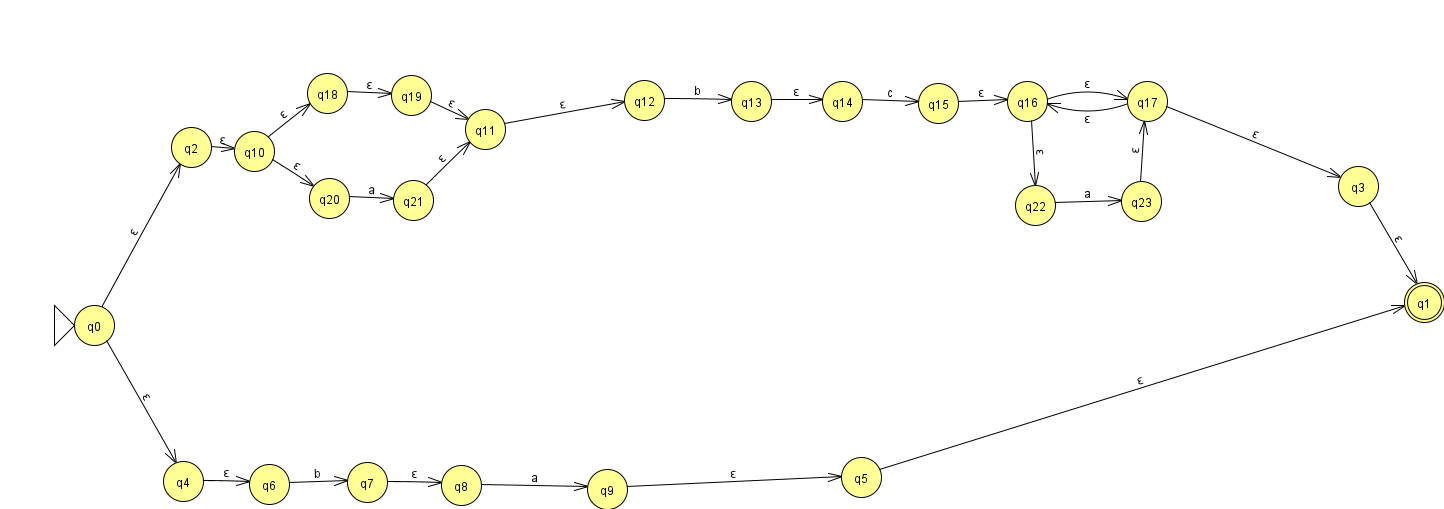 ε ε b c ε
q18 ε q19 ε q12 q13 ε q14 q15 q16 q17
ε ε q11 ε
q2 ε q10 ε ε ε ε
ε a a q3
q20 q21 q22 q23
ε ε
q0 q1
ε ε
ε b ε a ε
q4 q6 q7 q8 q9 q5